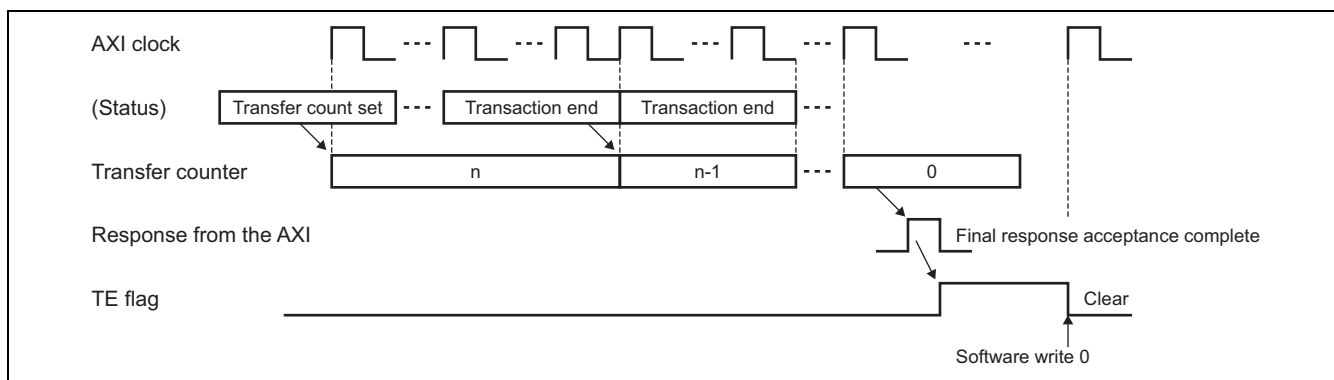 AXI clock
(Status) Transfer count set Transaction end Transaction end
Transfer counter n n-1 0
Response from the AXI Final response acceptance complete
TE flag Clear
Software write 0